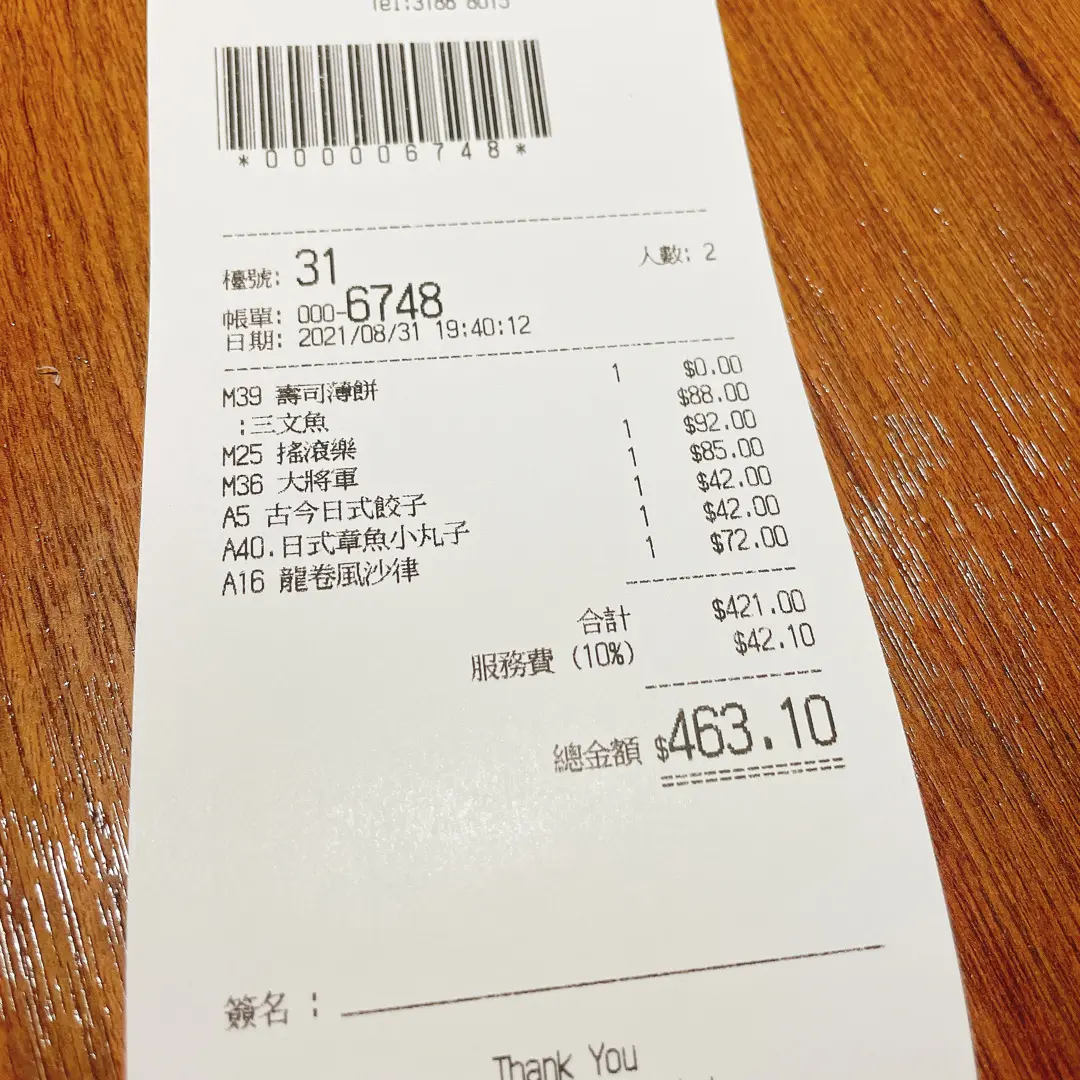 Tel:3188 8015
*000006748*
檯號: 31 人數: 2
帳單: 000-6748
日期: 2021/08/31 19:40:12
M39 壽司薄餅 1 $0.00
:三文魚 $88.00
M25 搖滾樂 1 $92.00
M36 大將軍 1 $85.00
A5 古今日式餃子 1 $42.00
A40.日式章魚小丸子 1 $42.00
A16 龍卷風沙律 1 $72.00
合計 $421.00
服務費 (10%) $42.10
總金額 $463.10
簽名 :
Thank You